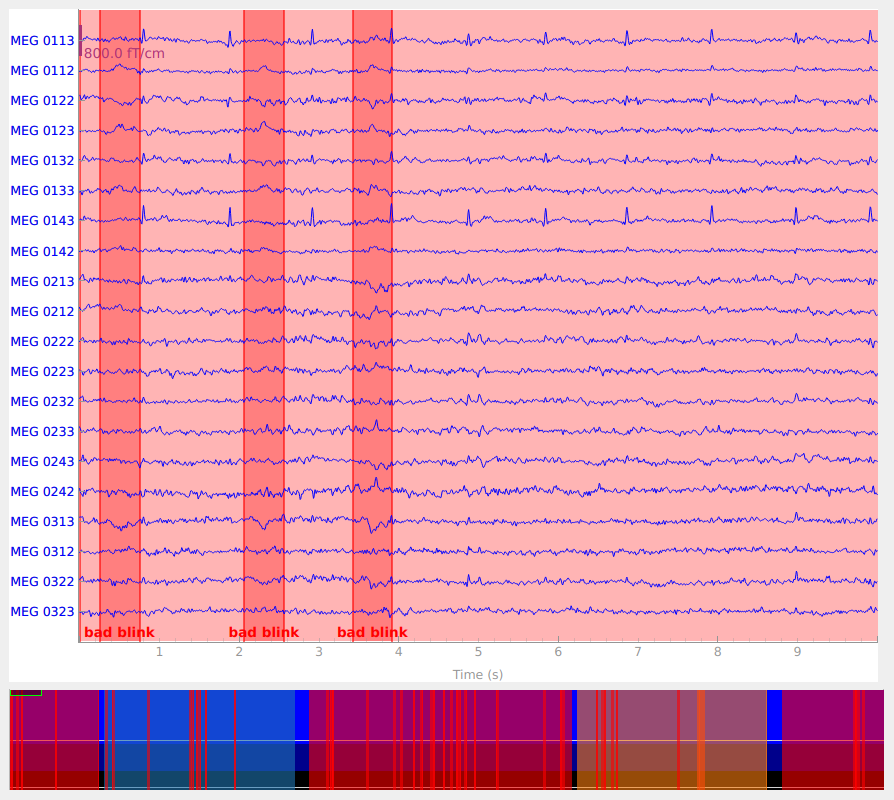 MEG 0113
800.0 fT/cm
MEG 0112
MEG 0122
MEG 0123
MEG 0132
MEG 0133
MEG 0143
MEG 0142
MEG 0213
MEG 0212
MEG 0222
MEG 0223
MEG 0232
MEG 0233
MEG 0243
MEG 0242
MEG 0313
MEG 0312
MEG 0322
MEG 0323
bad blink bad blink bad blink
1 2 3 4 5 6 7 8 9
Time (s)